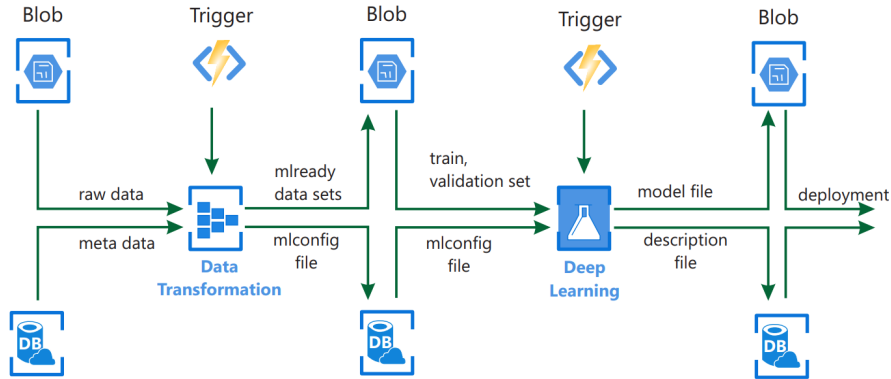 Blob
Trigger
Blob
Trigger
Blob
raw data
meta data
mlready
data sets
mlconfig
file
train,
validation set
mlconfig
file
model file
description
file
deployment
Data
Transformation
Deep
Learning
DB
DB
DB